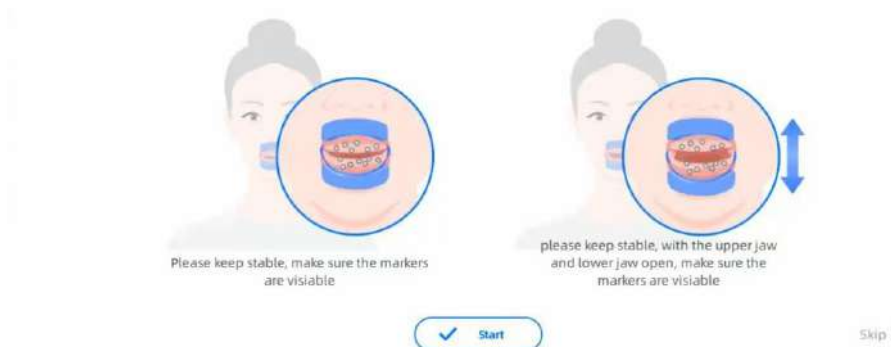 Please keep stable, make sure the markers
are visiable
please keep stable, with the upper jaw
and lower jaw open, make sure the
markers are visiable
Start
Skip